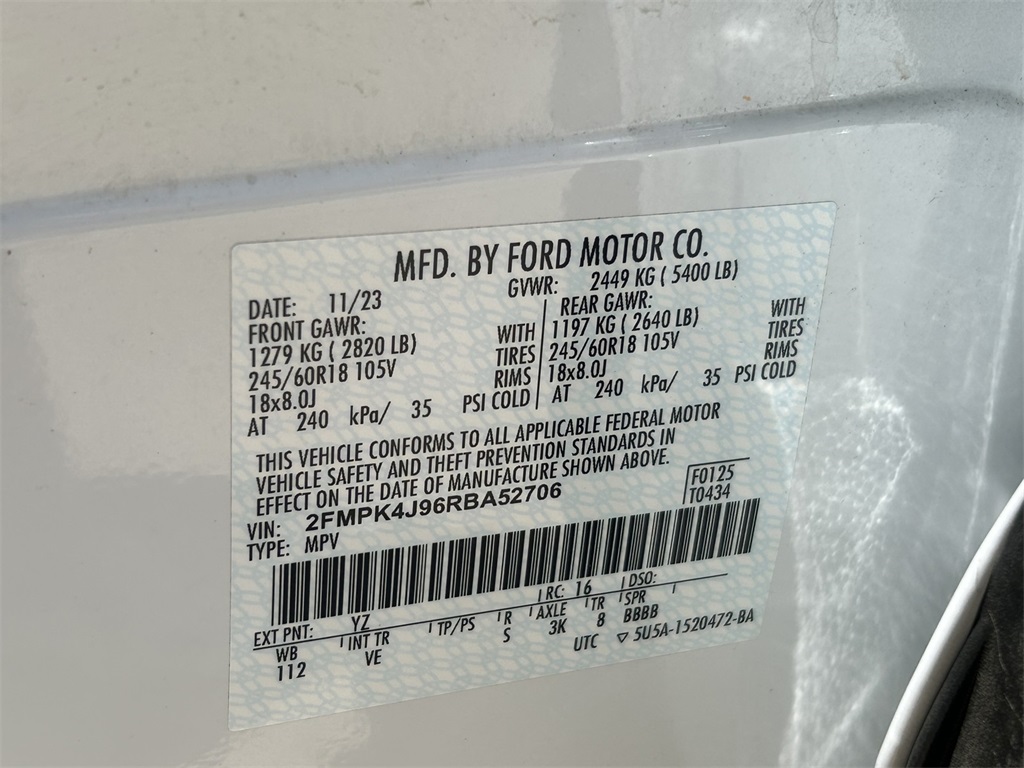 MFD. BY FORD MOTOR CO.
DATE: 11/23 GVWR: 2449 KG ( 5400 LB)
FRONT GAWR: REAR GAWR:
1279 KG ( 2820 LB) WITH 1197 KG ( 2640 LB) WITH
245/60R18 105V TIRES 245/60R18 105V TIRES
18x8.0J RIMS 18x8.0J RIMS
AT 240 kPa/ 35 PSI COLD AT 240 kPa/ 35 PSI COLD
THIS VEHICLE CONFORMS TO ALL APPLICABLE FEDERAL MOTOR
VEHICLE SAFETY AND THEFT PREVENTION STANDARDS IN
EFFECT ON THE DATE OF MANUFACTURE SHOWN ABOVE.
VIN: 2FMPK4J96RBA52706 F0125
TYPE: MPV T0434
EXT PNT: YZ RC: 16 DSO:
WB INT TR TP/PS R AXLE TR SPR
112 VE S 3K 8 BBBB
UTC ▽ 5U5A-1520472-BA